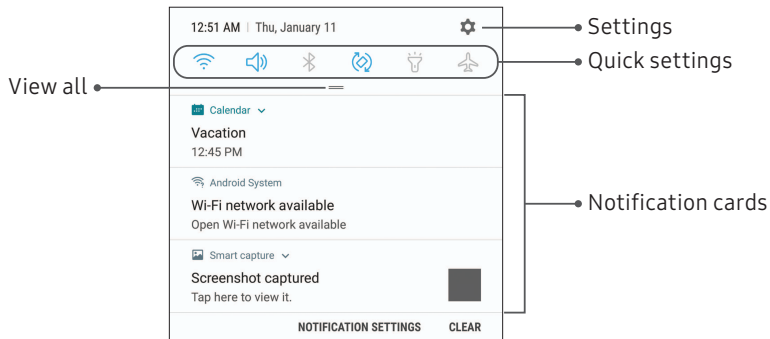 12:51 AM | Thu, January 11
Settings
Quick settings
View all
Calendar
Vacation
12:45 PM
Android System
Wi-Fi network available
Open Wi-Fi network available
Notification cards
Smart capture
Screenshot captured
Tap here to view it.
NOTIFICATION SETTINGS CLEAR